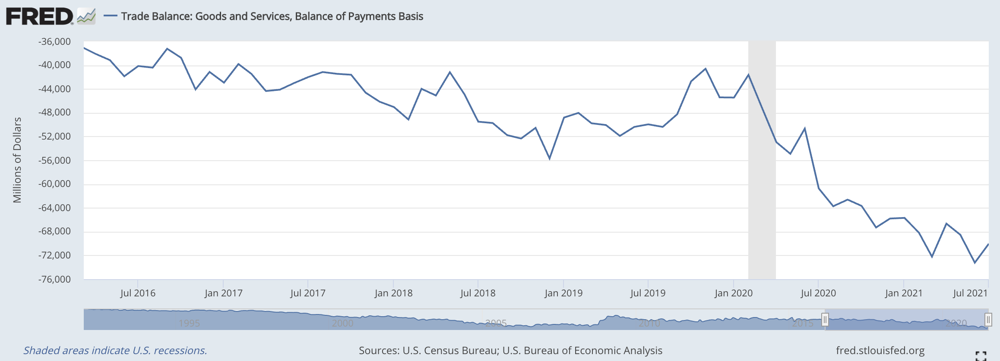 FRED
Trade Balance: Goods and Services, Balance of Payments Basis
Millions of Dollars
-36,000
-40,000
-44,000
-48,000
-52,000
-56,000
-60,000
-64,000
-68,000
-72,000
-76,000
Jul 2016 Jan 2017 Jul 2017 Jan 2018 Jul 2018 Jan 2019 Jul 2019 Jan 2020 Jul 2020 Jan 2021 Jul 2021
1995 2000 2005 2010 2015 2020
Shaded areas indicate U.S. recessions. Sources: U.S. Census Bureau; U.S. Bureau of Economic Analysis fred.stlouisfed.org